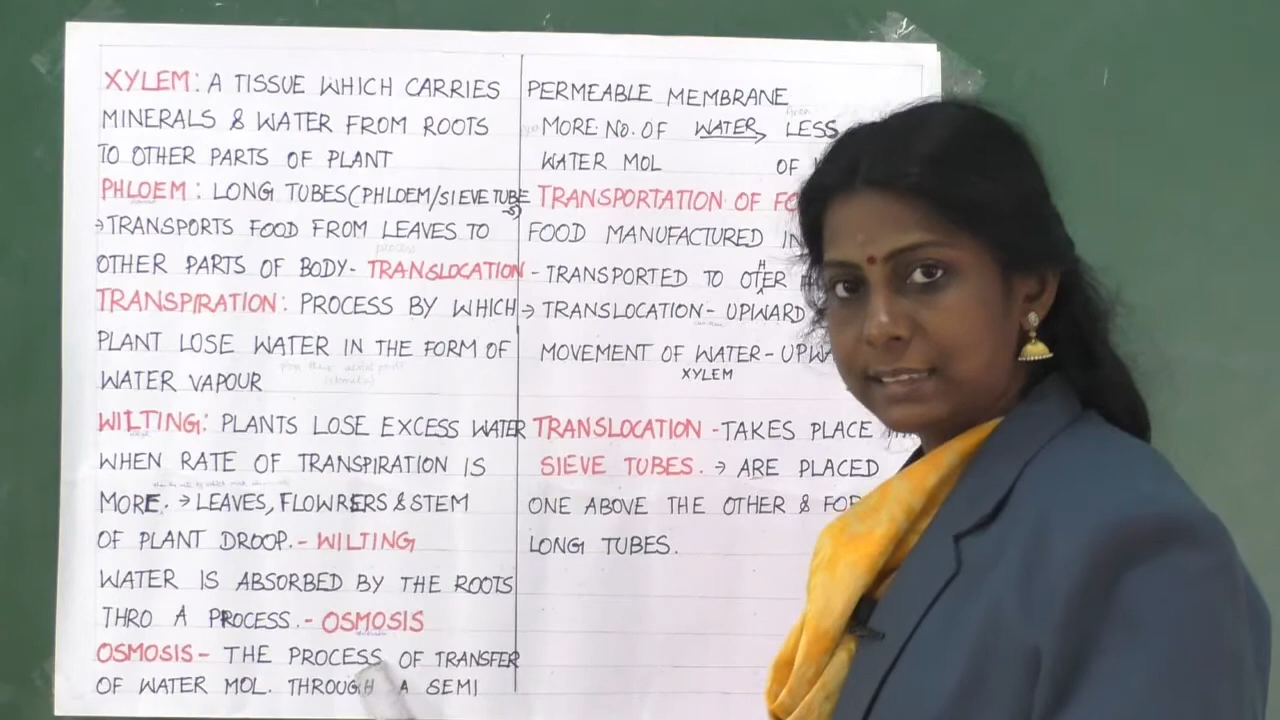 XYLEM: A TISSUE WHICH CARRIES
MINERALS & WATER FROM ROOTS
TO OTHER PARTS OF PLANT
PHLOEM: LONG TUBES(PHLOEM/SIEVE TUBES)
→TRANSPORTS FOOD FROM LEAVES TO
process
OTHER PARTS OF BODY- TRANSLOCATION
TRANSPIRATION: PROCESS BY WHICH
PLANT LOSE WATER IN THE FORM OF
WATER VAPOUR
(stomata)
WILTING: PLANTS LOSE EXCESS WATER
WHEN RATE OF TRANSPIRATION IS
MORE. → LEAVES, FLOWRERS & STEM
OF PLANT DROOP.- WILTING
WATER IS ABSORBED BY THE ROOTS
THRO A PROCESS.- OSMOSIS
OSMOSIS- THE PROCESS OF TRANSFER
OF WATER MOL. THROUGH A SEMI
PERMEABLE MEMBRANE
MORE. NO. OF WATER→ LESS
WATER MOL OF
TRANSPORTATION OF
FOOD MANUFACTURED IN
- TRANSPORTED TO OTHER
→ TRANSLOCATION- UPWARD
MOVEMENT OF WATER-
XYLEM
TRANSLOCATION -TAKES PLACE
SIEVE TUBES. → ARE PLACED
ONE ABOVE THE OTHER &
LONG TUBES.